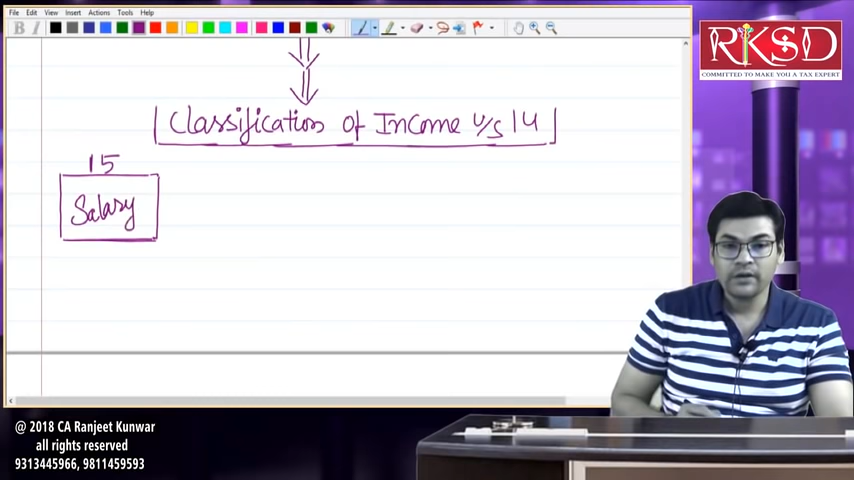 File Edit View Insert Actions Tools Help
B I
RKSD
COMMITTED TO MAKE YOU A TAX EXPERT
Classification of Income u/s 14
15
Salary
@ 2018 CA Ranjeet Kunwar
all rights reserved
9313445966, 9811459593